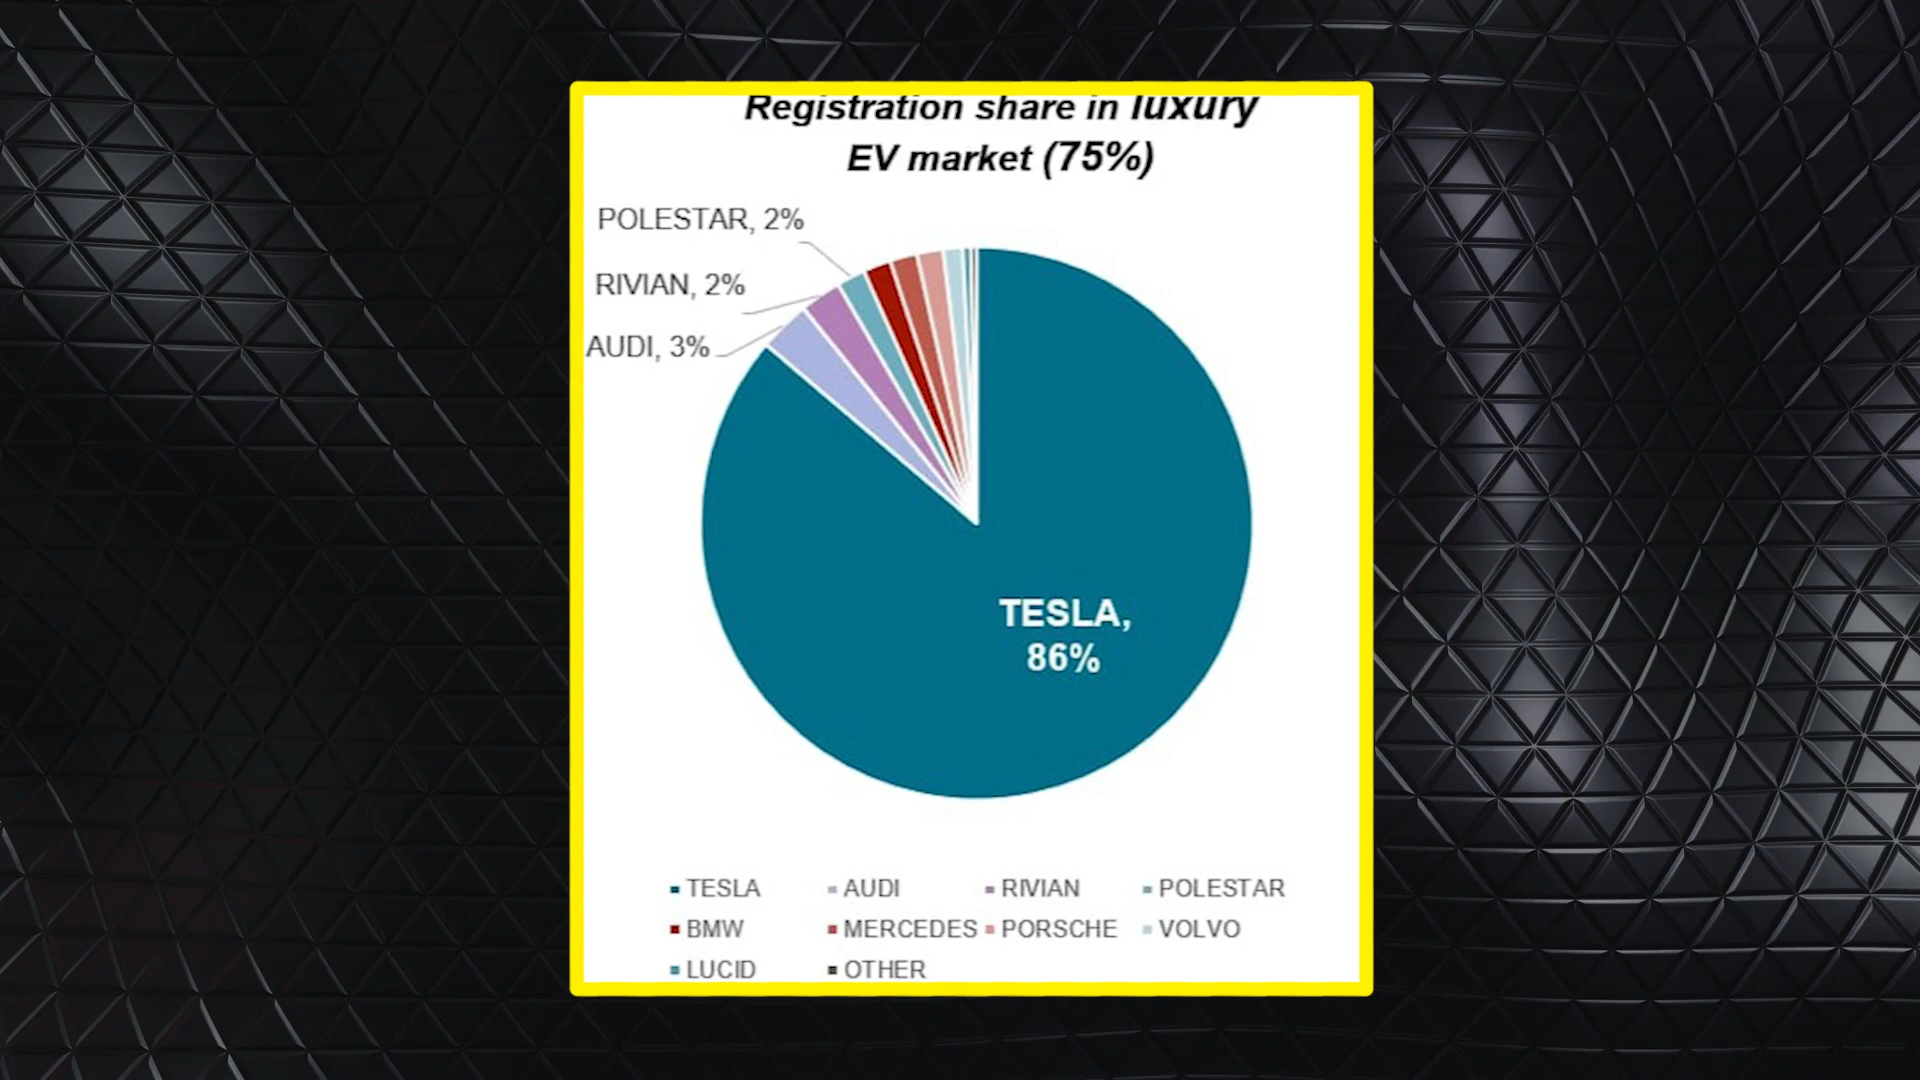 Registration share in luxury
EV market (75%)
POLESTAR, 2%
RIVIAN, 2%
AUDI, 3%
TESLA,
86%
TESLA AUDI RIVIAN POLESTAR
BMW MERCEDES PORSCHE VOLVO
LUCID OTHER